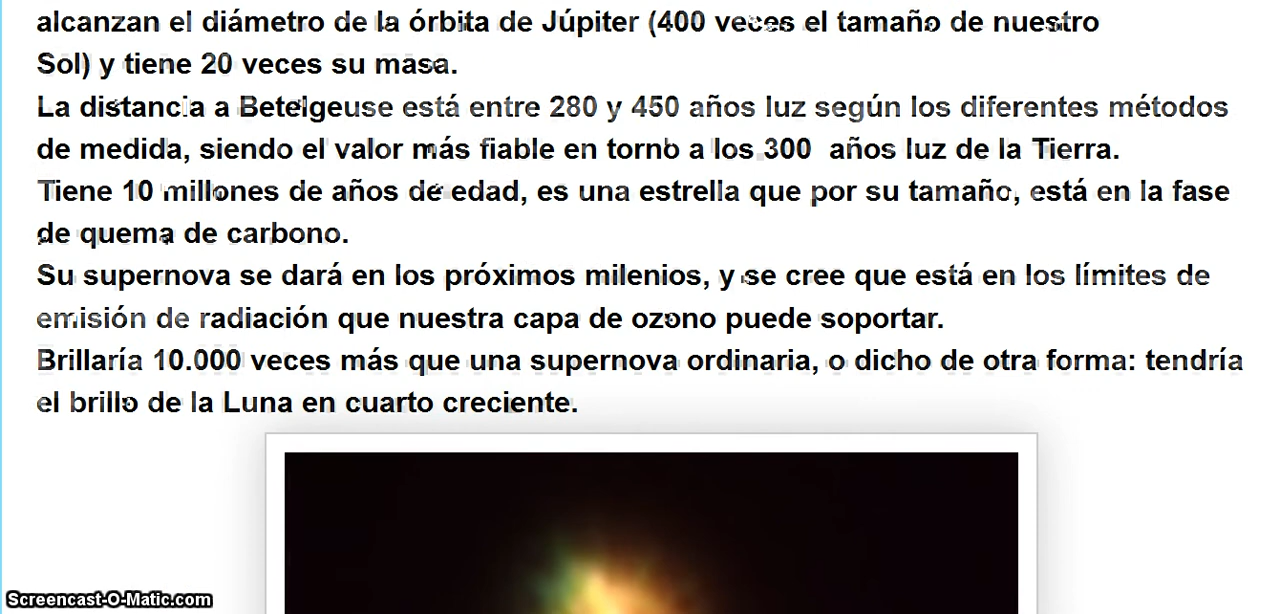 alcanzan el diámetro de la órbita de Júpiter (400 veces el tamaño de nuestro
Sol) y tiene 20 veces su masa.
La distancia a Betelgeuse está entre 280 y 450 años luz según los diferentes métodos
de medida, siendo el valor más fiable en torno a los 300 años luz de la Tierra.
Tiene 10 millones de años de edad, es una estrella que por su tamaño, está en la fase
de quema de carbono.
Su supernova se dará en los próximos milenios, y se cree que está en los límites de
emisión de radiación que nuestra capa de ozono puede soportar.
Brillaría 10.000 veces más que una supernova ordinaria, o dicho de otra forma: tendría
el brillo de la Luna en cuarto creciente.
Screencast-O-Matic.com